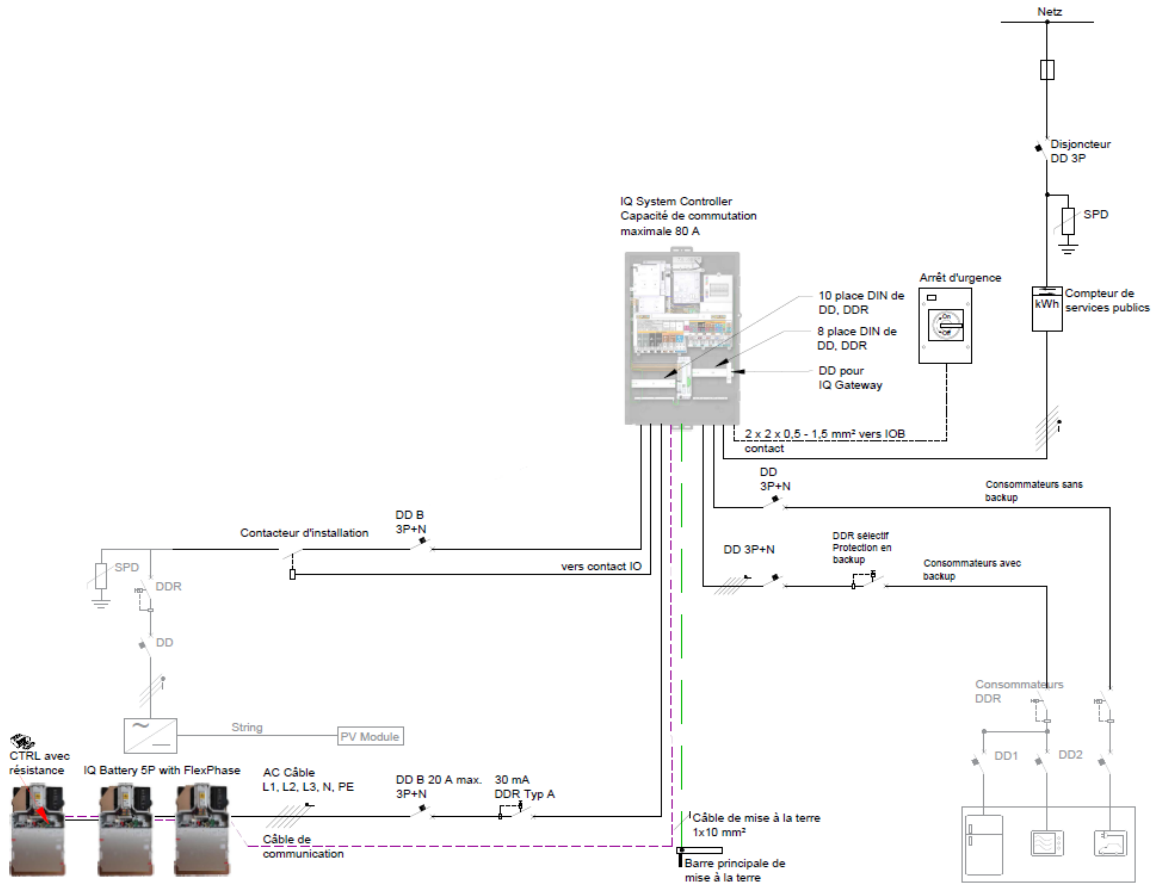 Netz
Disjoncteur
DD 3P
SPD
IQ System Controller
Capacité de commutation
maximale 80 A
Arrêt d'urgence
On
Off
kWh
Compteur de
services publics
10 place DIN de
DD, DDR
8 place DIN de
DD, DDR
DD pour
IQ Gateway
2 x 2 x 0,5 - 1,5 mm² vers IOB
contact
DD
3P+N
Consommateurs sans
backup
DD B
3P+N
Contacteur d'installation
vers contact IO
DD 3P+N
DDR sélectif
Protection en
backup
Consommateurs avec
backup
SPD
DDR
DD
String
PV Module
Consommateurs
DDR
DD1
DD2
CTRL avec
résistance
IQ Battery 5P with FlexPhase
AC Câble
L1, L2, L3, N, PE
DD B 20 A max.
3P+N
30 mA
DDR Typ A
Câble de
communication
Câble de mise à la terre
1x10 mm²
Barre principale de
mise à la terre